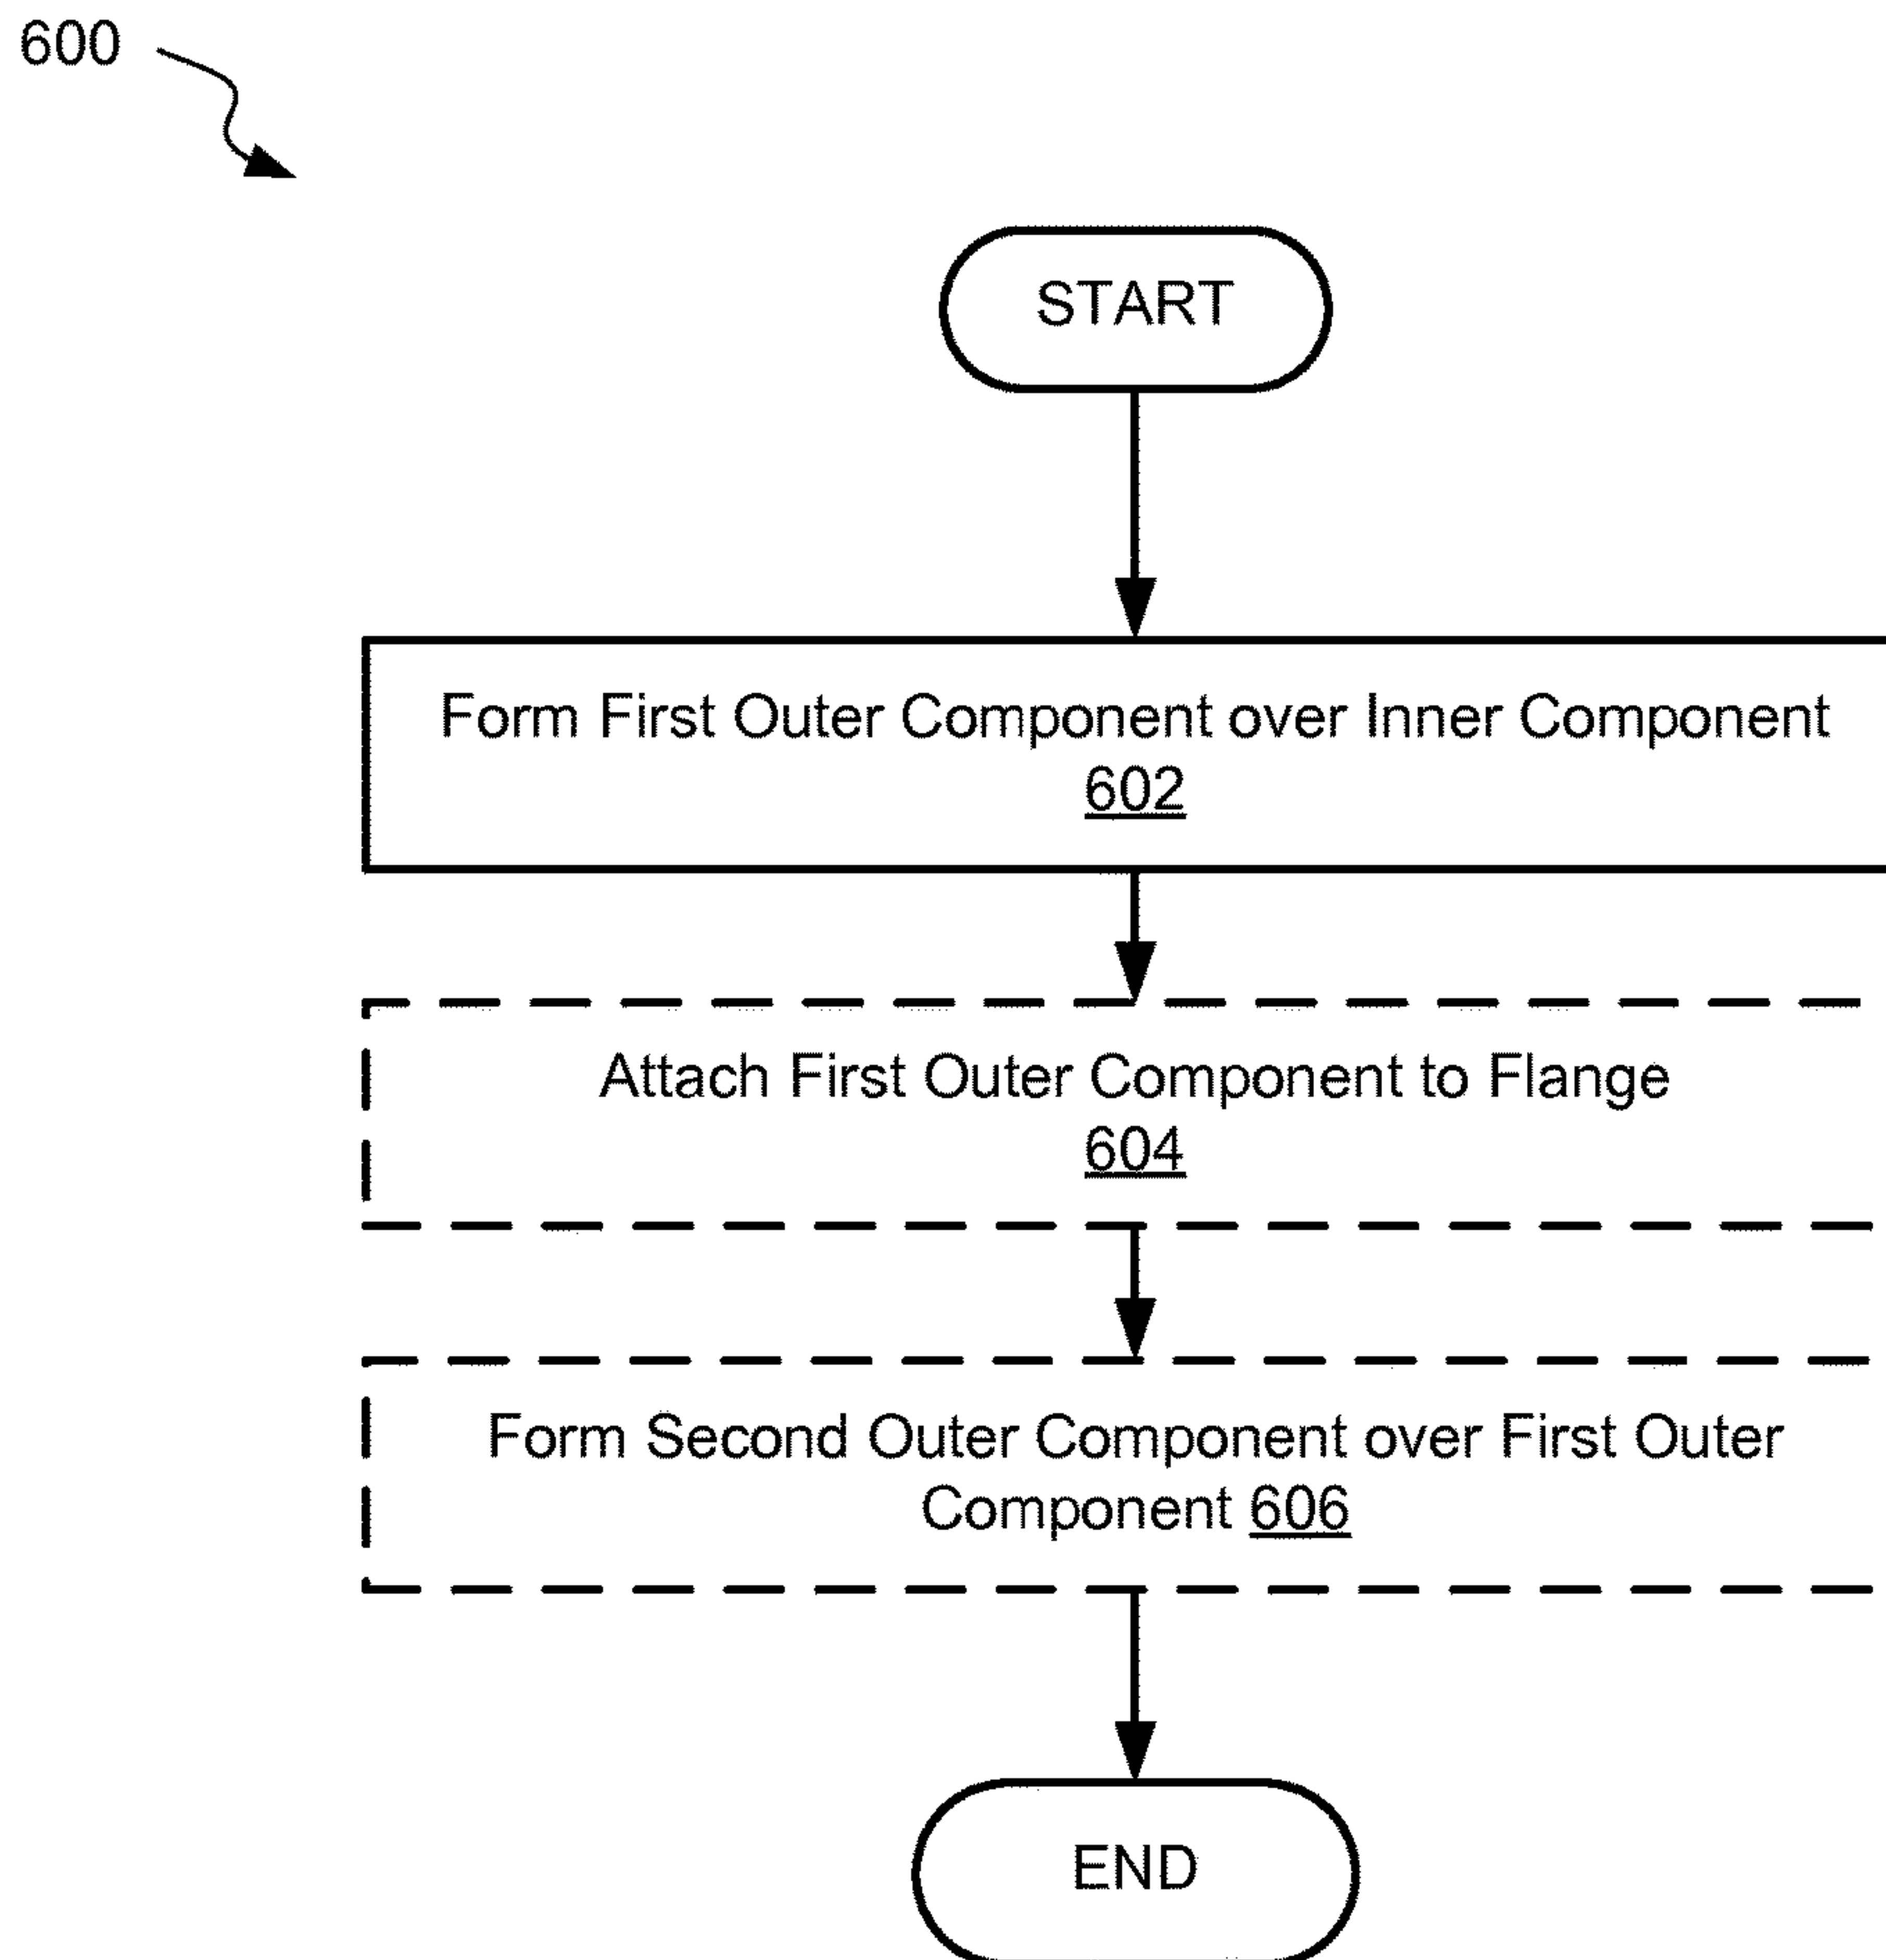 600
START
Form First Outer Component over Inner Component
602
Attach First Outer Component to Flange
604
Form Second Outer Component over First Outer
Component 606
END